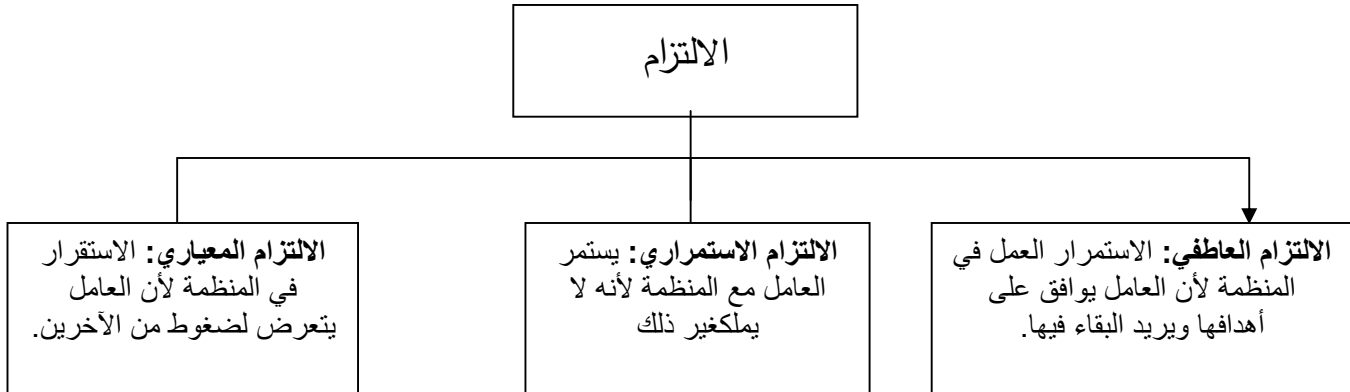 الالتزام
الالتزام العاطفي: الاستمرار العمل في
المنظمة لأن العامل يوافق على
أهدافها ويريد البقاء فيها.
الالتزام الاستمراري: يستمر
العامل مع المنظمة لأنه لا
يملكغير ذلك
الالتزام المعياري: الاستقرار
في المنظمة لأن العامل
يتعرض لضغوط من الآخرين.